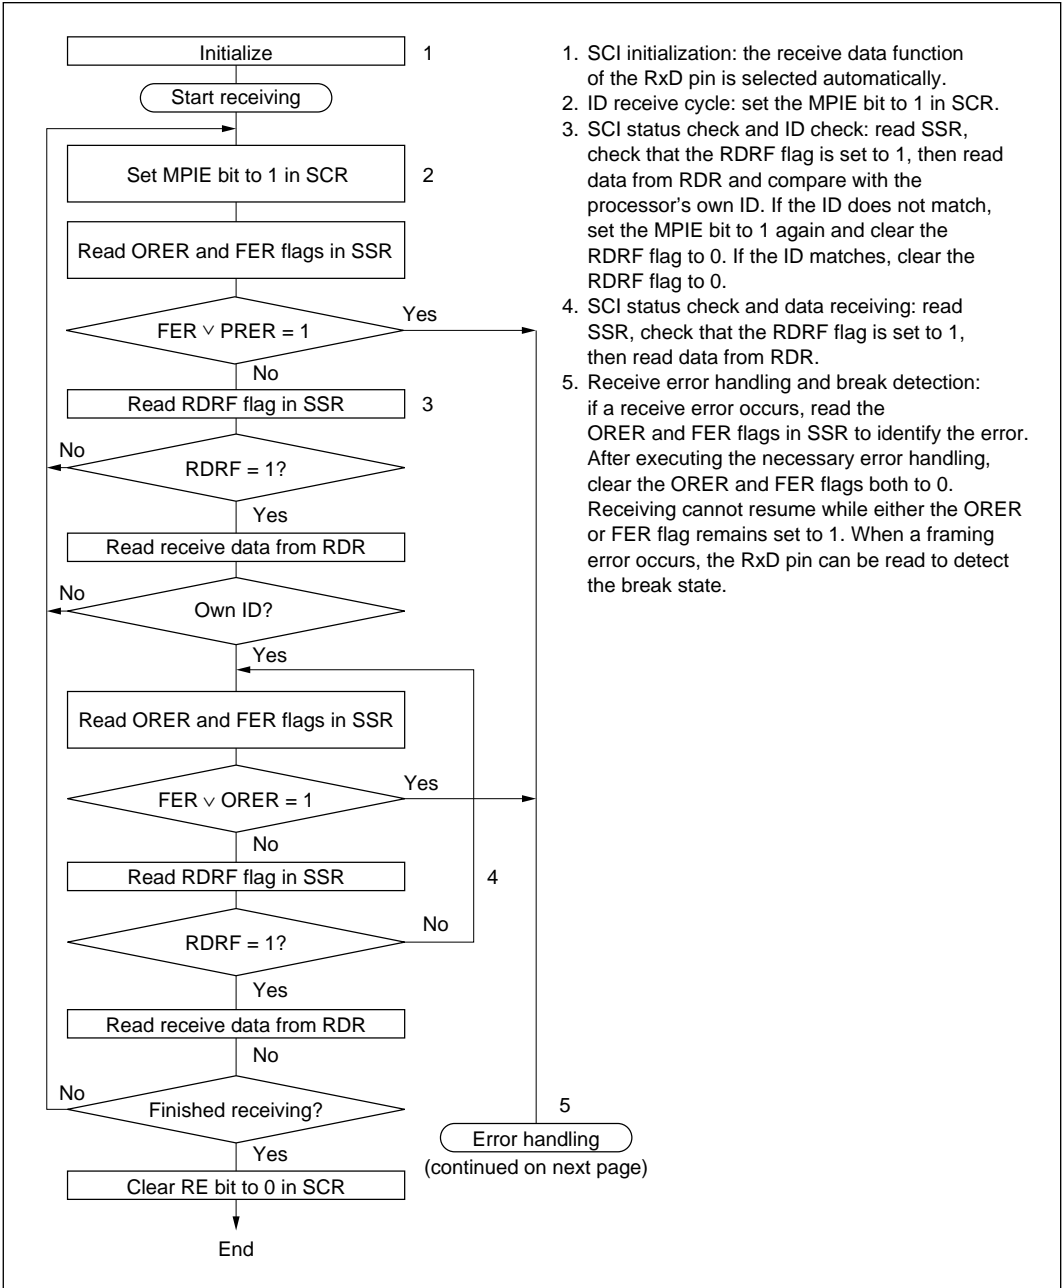 Initialize
1
Start receiving
Set MPIE bit to 1 in SCR
2
Read ORER and FER flags in SSR
FER ∨ PRER = 1
Yes
No
Read RDRF flag in SSR
3
No
RDRF = 1?
Yes
Read receive data from RDR
No
Own ID?
Yes
Read ORER and FER flags in SSR
Yes
FER ∨ ORER = 1
No
Read RDRF flag in SSR
4
No
RDRF = 1?
Yes
Read receive data from RDR
No
No
Finished receiving?
5
Error handling
(continued on next page)
Yes
Clear RE bit to 0 in SCR
End
1. SCI initialization: the receive data function
of the RxD pin is selected automatically.
2. ID receive cycle: set the MPIE bit to 1 in SCR.
3. SCI status check and ID check: read SSR,
check that the RDRF flag is set to 1, then read
data from RDR and compare with the
processor's own ID. If the ID does not match,
set the MPIE bit to 1 again and clear the
RDRF flag to 0. If the ID matches, clear the
RDRF flag to 0.
4. SCI status check and data receiving: read
SSR, check that the RDRF flag is set to 1,
then read data from RDR.
5. Receive error handling and break detection:
if a receive error occurs, read the
ORER and FER flags in SSR to identify the error.
After executing the necessary error handling,
clear the ORER and FER flags both to 0.
Receiving cannot resume while either the ORER
or FER flag remains set to 1. When a framing
error occurs, the RxD pin can be read to detect
the break state.